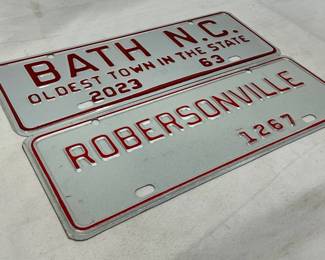 BATH N.C.
OLDEST TOWN IN THE STATE
2023 63
ROBERSONVILLE
1267